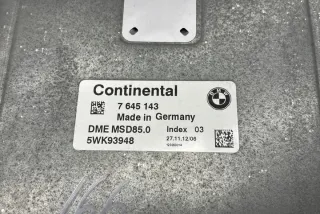 Continental
7 645 143
Made in Germany
DME MSD85.0 Index 03
5WK93948 27.11.12/06